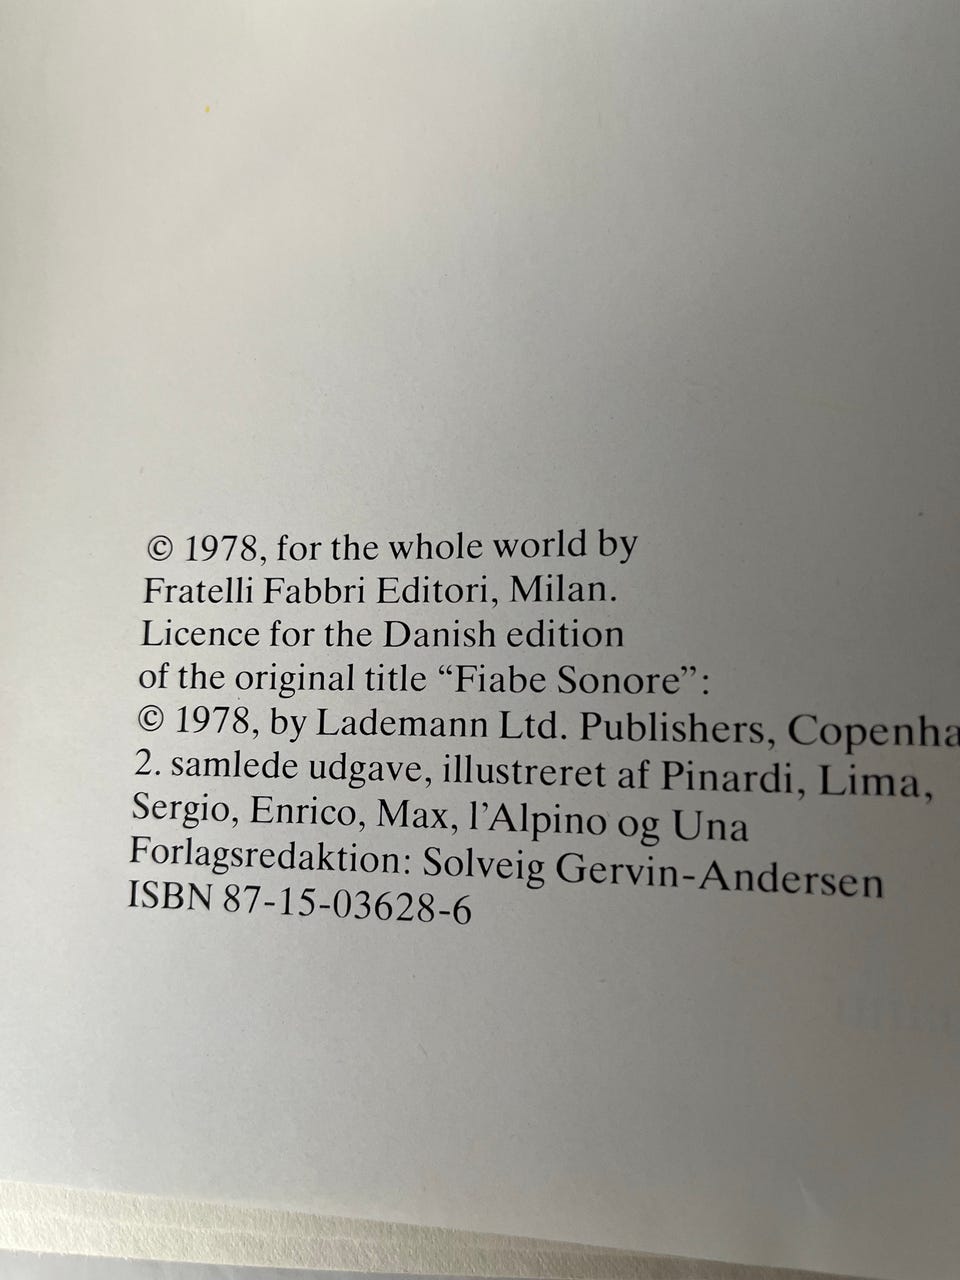 © 1978, for the whole world by
Fratelli Fabbri Editori, Milan.
Licence for the Danish edition
of the original title “Fiabe Sonore”:
© 1978, by Lademann Ltd. Publishers, Copenha
2. samlede udgave, illustreret af Pinardi, Lima,
Sergio, Enrico, Max, l’Alpino og Una
Forlagsredaktion: Solveig Gervin-Andersen
ISBN 87-15-03628-6